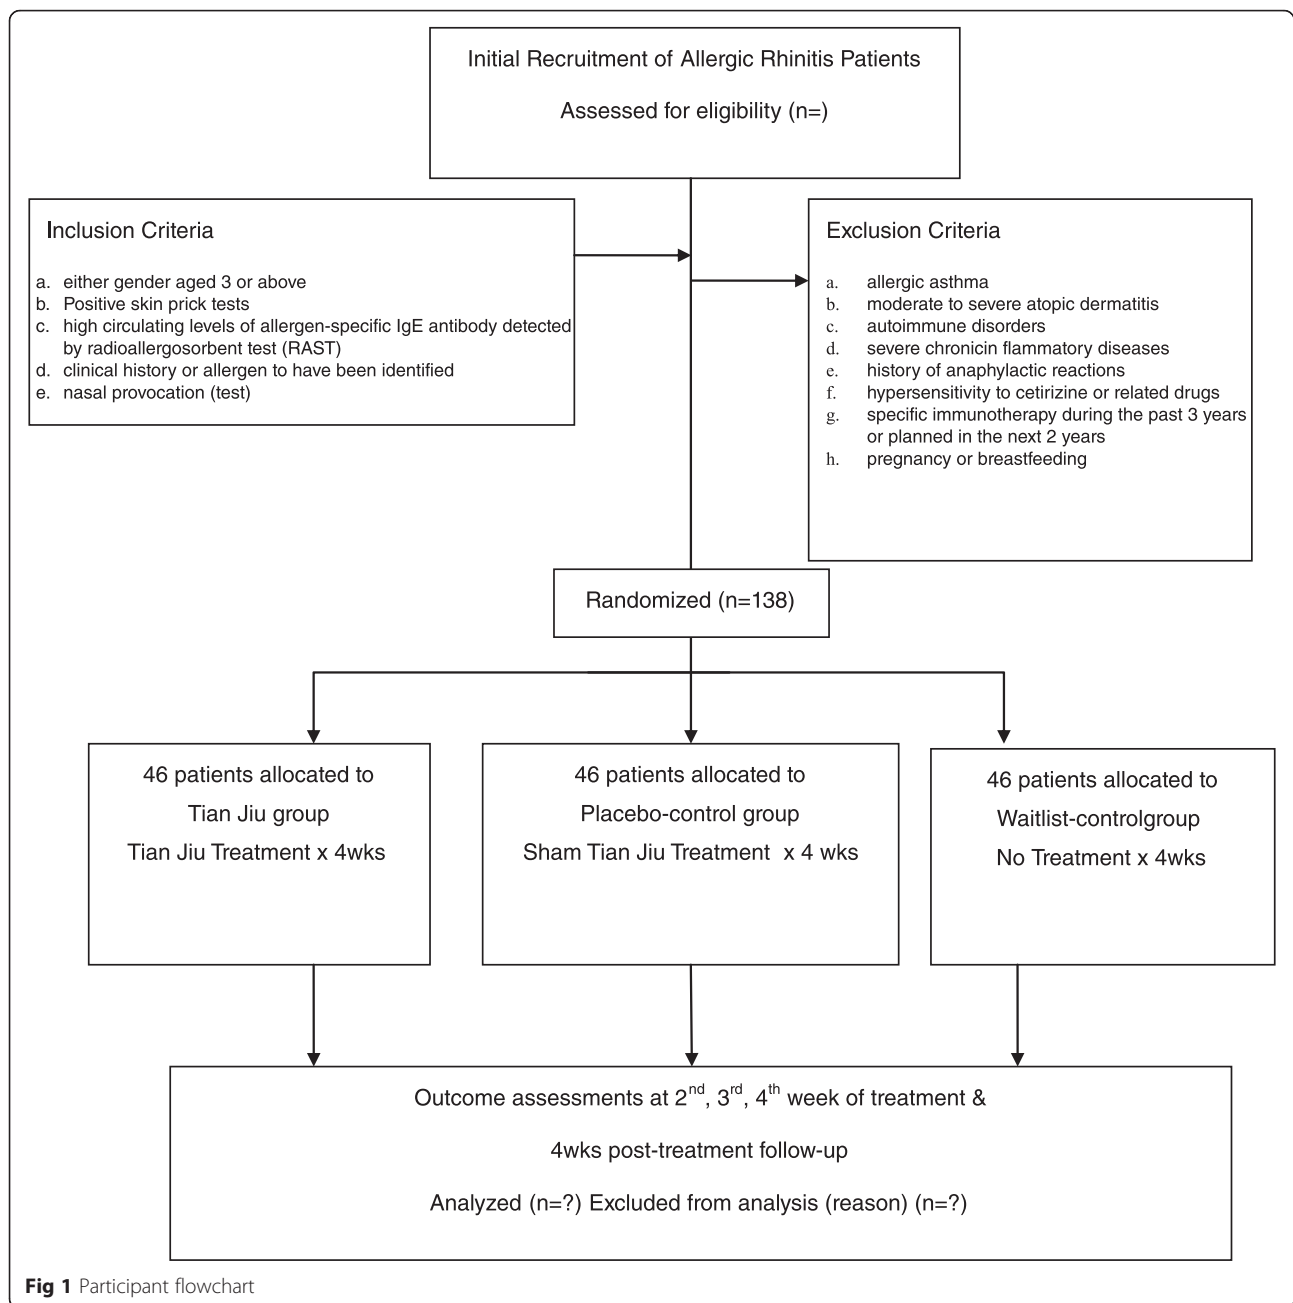 Initial Recruitment of Allergic Rhinitis Patients
Assessed for eligibility (n=)
Inclusion Criteria
a. either gender aged 3 or above
b. Positive skin prick tests
c. high circulating levels of allergen-specific IgE antibody detected
by radioallergosorbent test (RAST)
d. clinical history or allergen to have been identified
e. nasal provocation (test)
Exclusion Criteria
a. allergic asthma
b. moderate to severe atopic dermatitis
c. autoimmune disorders
d. severe chronicin flammatory diseases
e. history of anaphylactic reactions
f. hypersensitivity to cetirizine or related drugs
g. specific immunotherapy during the past 3 years
or planned in the next 2 years
h. pregnancy or breastfeeding
Randomized (n=138)
46 patients allocated to
Tian Jiu group
Tian Jiu Treatment x 4wks
46 patients allocated to
Placebo-control group
Sham Tian Jiu Treatment x 4 wks
46 patients allocated to
Waitlist-controlgroup
No Treatment x 4wks
Outcome assessments at 2nd, 3rd, 4th week of treatment &
4wks post-treatment follow-up
Analyzed (n=?) Excluded from analysis (reason) (n=?)
Fig 1 Participant flowchart